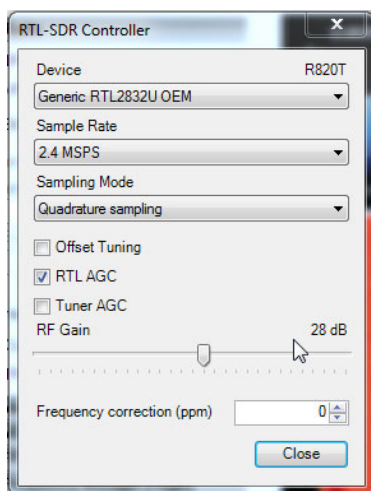 RTL-SDR Controller
x
Device R820T
Generic RTL2832U OEM
Sample Rate
2.4 MSPS
Sampling Mode
Quadrature sampling
Offset Tuning
RTL AGC
Tuner AGC
RF Gain 28 dB
Frequency correction (ppm) 0
Close